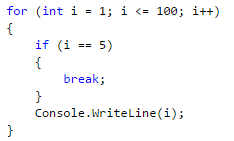 for (int i = 1; i <= 100; i++)
{
    if (i == 5)
    {
        break;
    }
    Console.WriteLine(i);
}